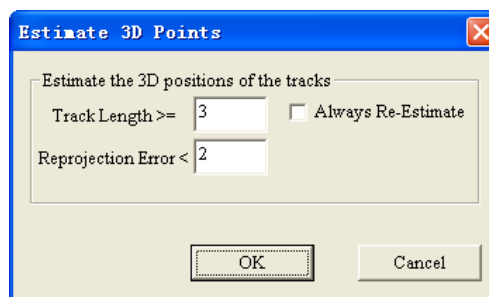 Estimate 3D Points
Estimate the 3D positions of the tracks
Track Length >= 3 Always Re-Estimate
Reprojection Error < 2
OK Cancel